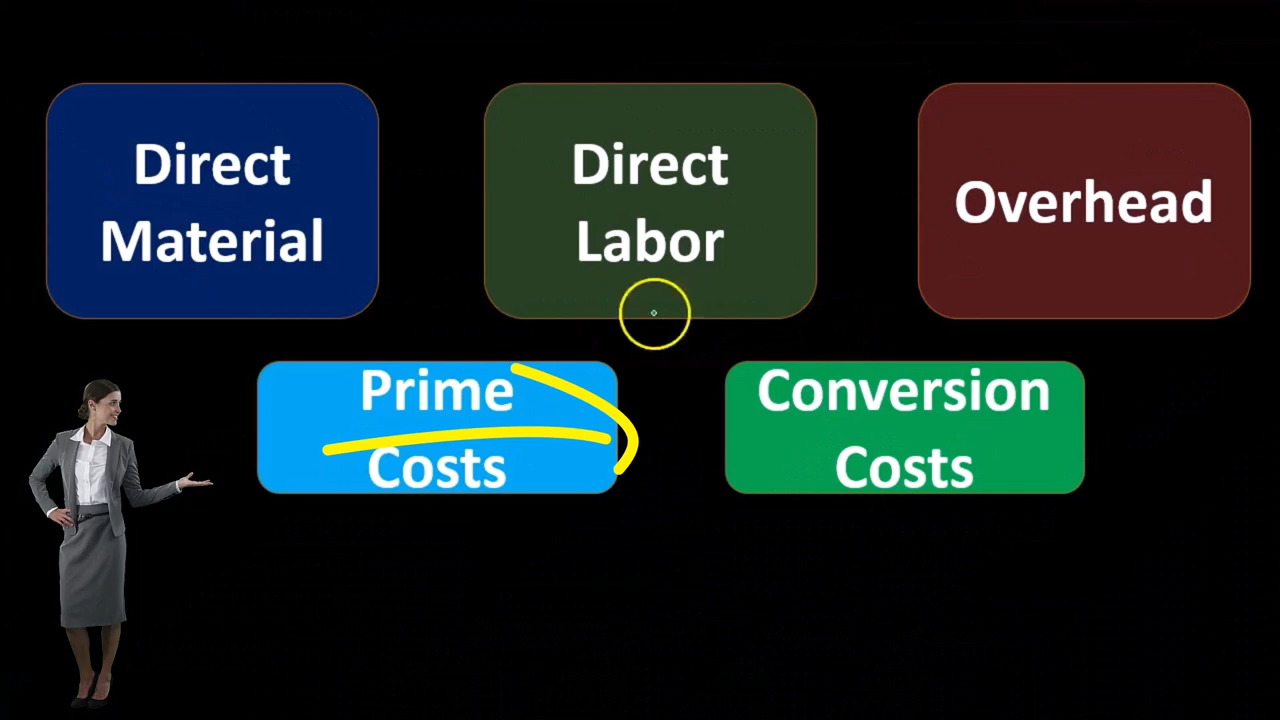 Direct
Material
Direct
Labor
Overhead
Prime
Costs
Conversion
Costs